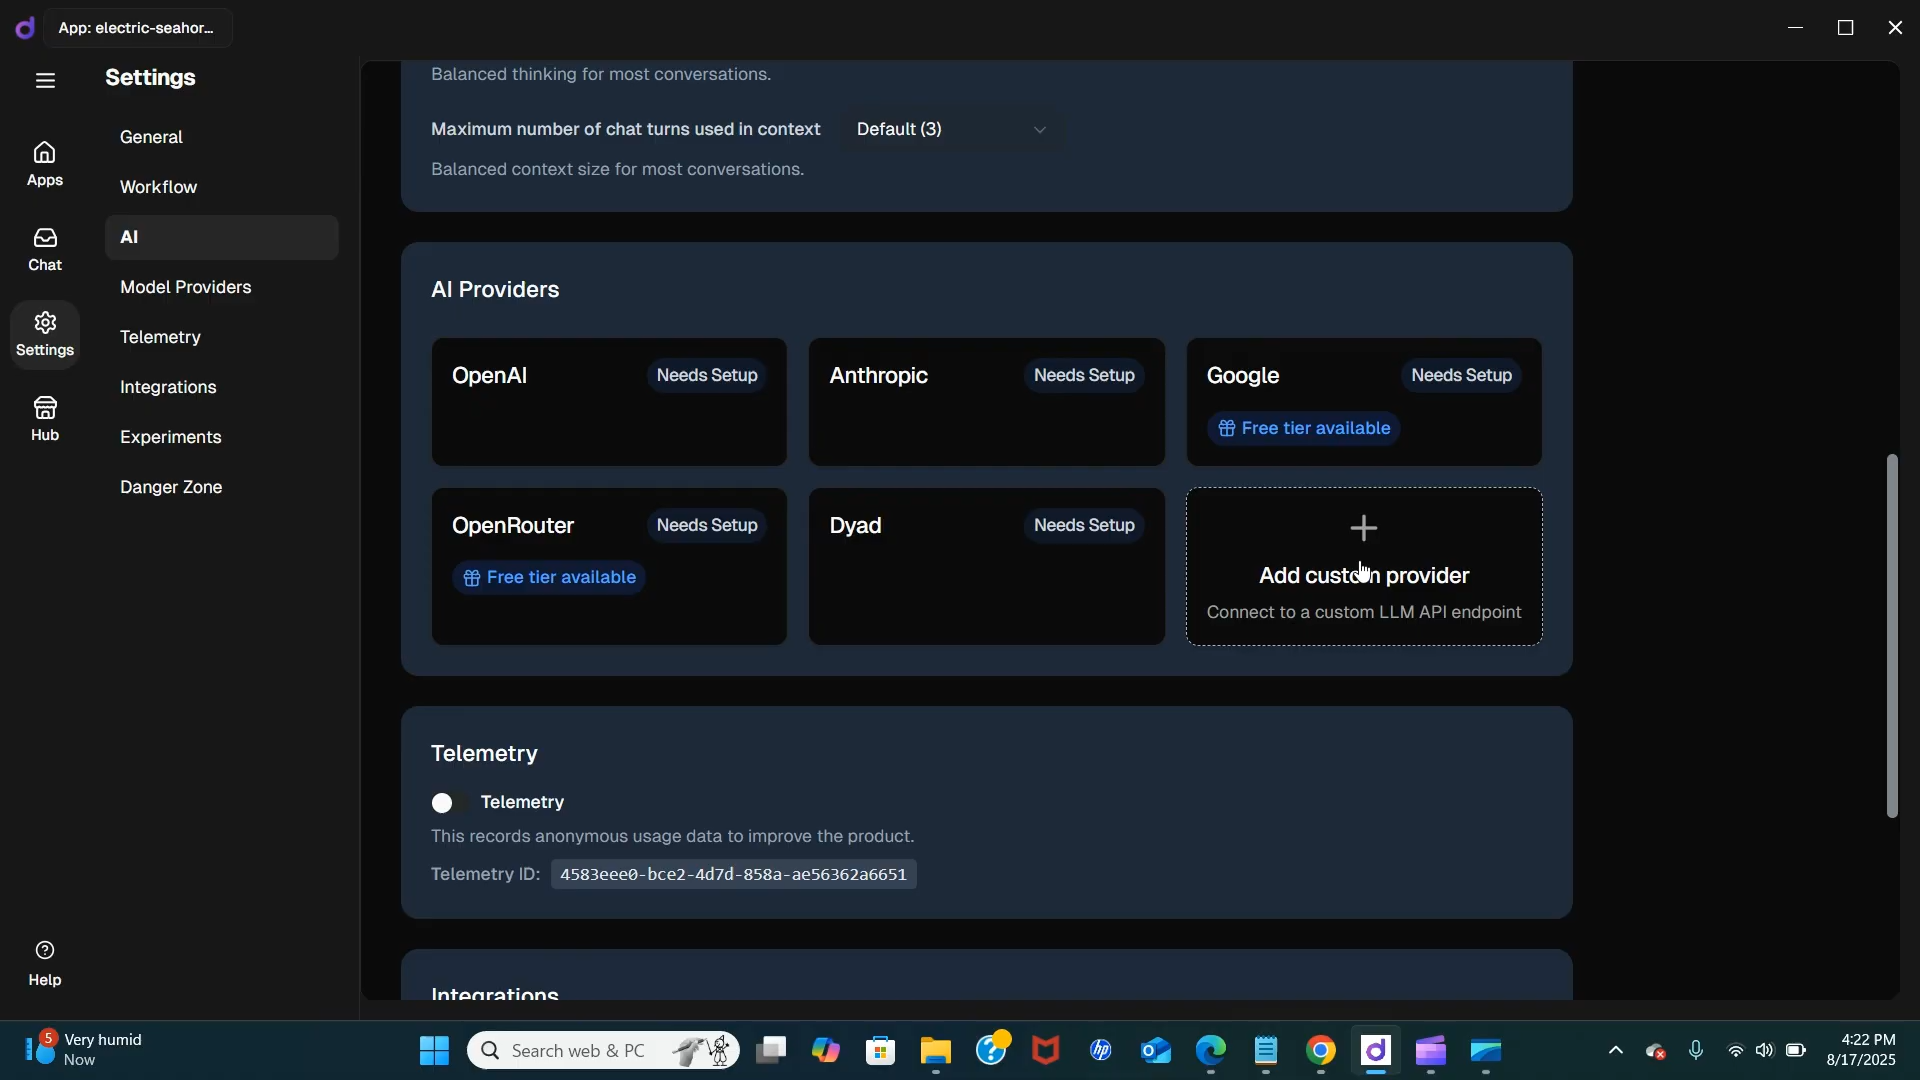 App: electric-seahor...
Settings
General
Workflow
AI
Model Providers
Telemetry
Integrations
Experiments
Danger Zone
Apps
Chat
Settings
Hub
Help
Balanced thinking for most conversations.
Maximum number of chat turns used in context Default (3)
Balanced context size for most conversations.
AI Providers
OpenAI Needs Setup
Anthropic Needs Setup
Google Needs Setup
Free tier available
OpenRouter Needs Setup
Free tier available
Dyad Needs Setup
Add custom provider
Connect to a custom LLM API endpoint
Telemetry
Telemetry
This records anonymous usage data to improve the product.
Telemetry ID: 4583eee0-bce2-4d7d-858a-ae56362a6651
Integrations
5
Very humid
Now
Search web & PC
hp
4:22 PM
8/17/2025